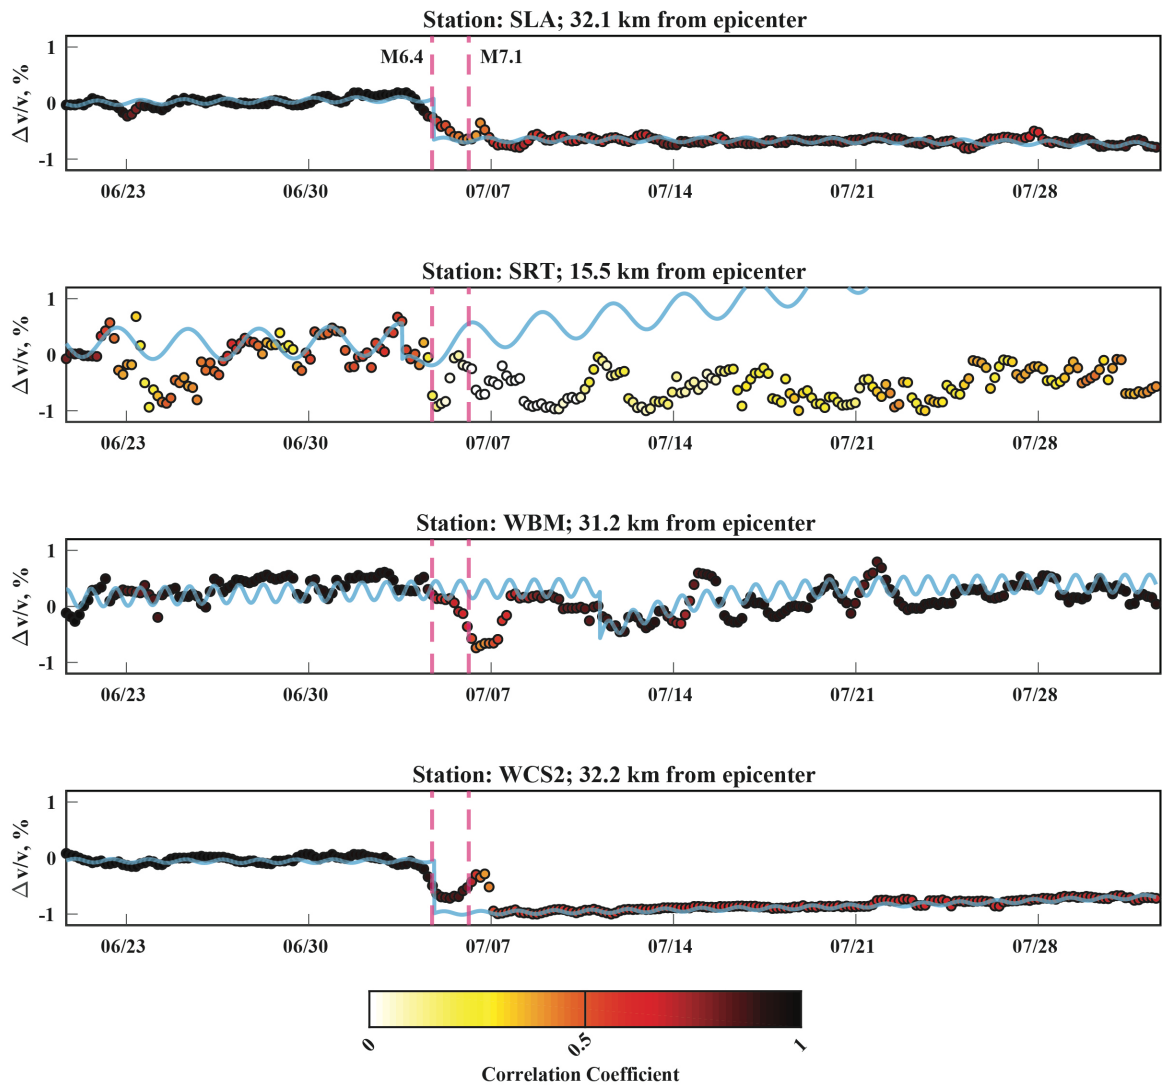 Station: SLA; 32.1 km from epicenter
M6.4
M7.1
Δv/v, %
1
0
-1
06/23 06/30 07/07 07/14 07/21 07/28
Station: SRT; 15.5 km from epicenter
Δv/v, %
1
0
-1
06/23 06/30 07/07 07/14 07/21 07/28
Station: WBM; 31.2 km from epicenter
Δv/v, %
1
0
-1
06/23 06/30 07/07 07/14 07/21 07/28
Station: WCS2; 32.2 km from epicenter
Δv/v, %
1
0
-1
06/23 06/30 07/07 07/14 07/21 07/28
0 0.5 1
Correlation Coefficient